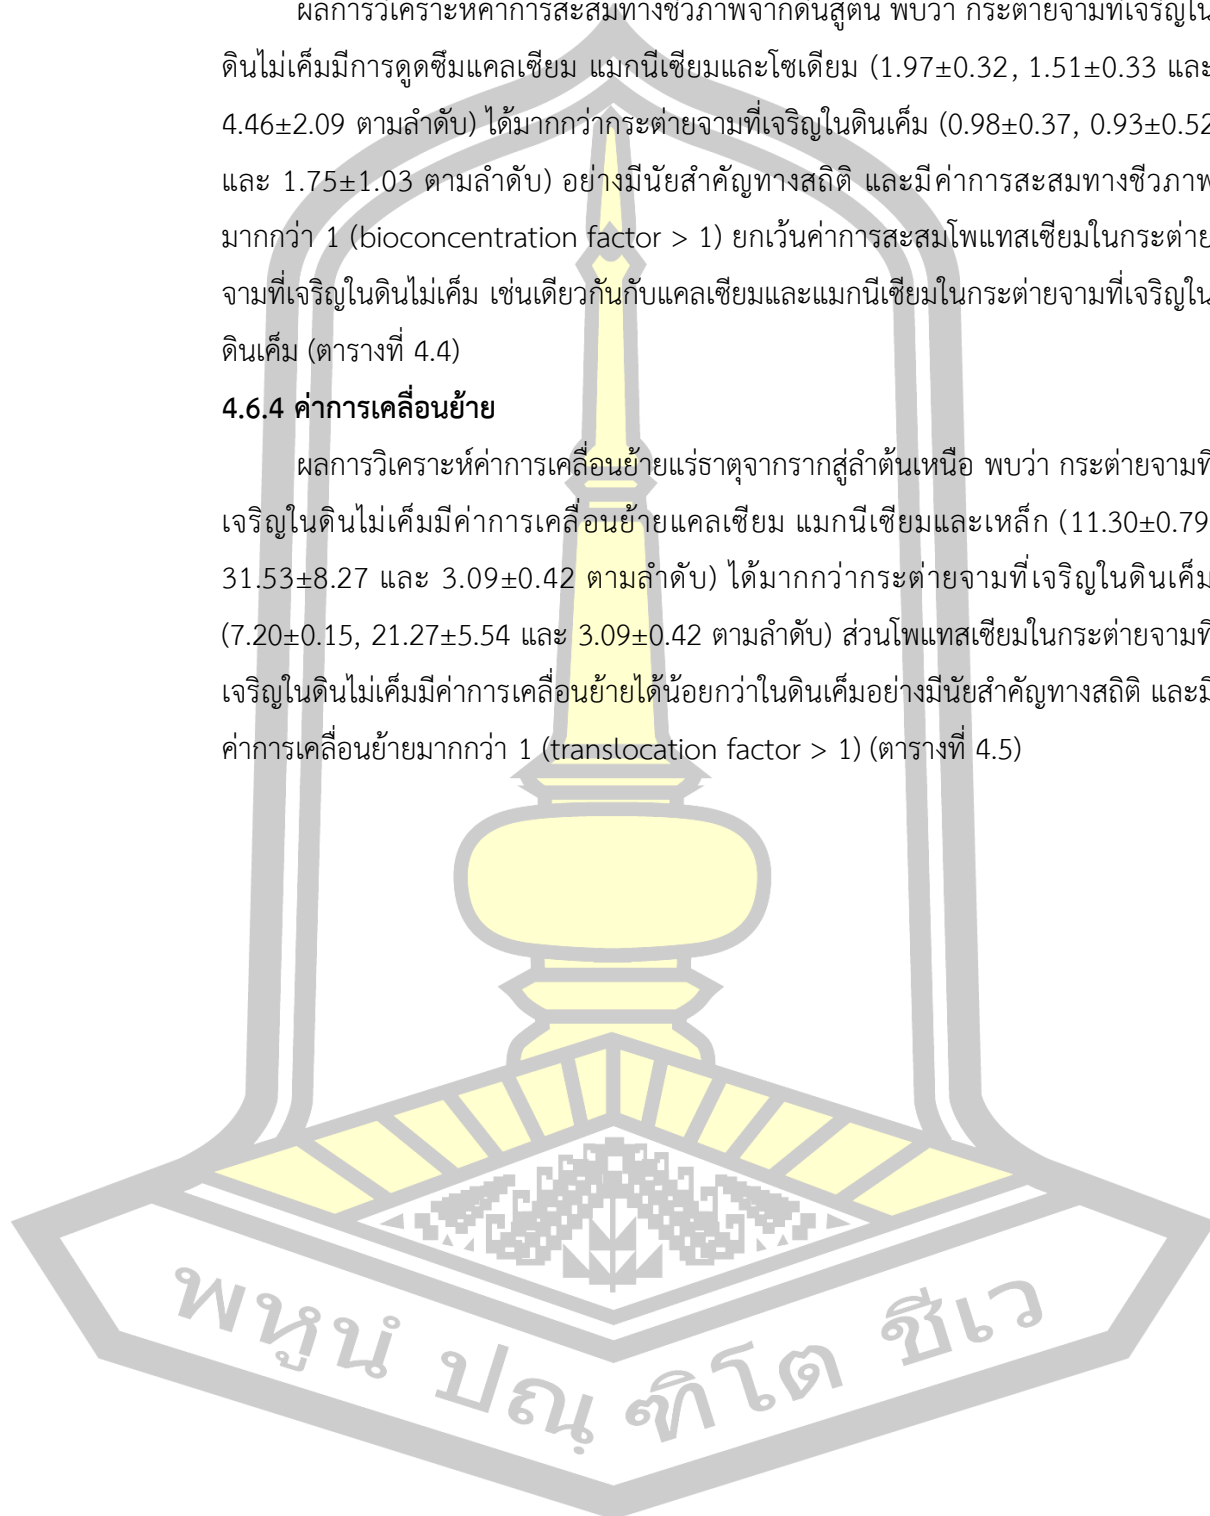 ผลการวิเคราะห์ค่าการสะสมทางชีวภาพจากดินสู่ต้น พบว่า กระต่ายจามที่เจริญใน
ดินไม่เค็มมีการดูดซึมแคลเซียม แมกนีเซียมและโซเดียม (1.97±0.32, 1.51±0.33 และ
4.46±2.09 ตามลำดับ) ได้มากกว่ากระต่ายจามที่เจริญในดินเค็ม (0.98±0.37, 0.93±0.52
และ 1.75±1.03 ตามลำดับ) อย่างมีนัยสำคัญทางสถิติ และมีค่าการสะสมทางชีวภาพ
มากกว่า 1 (bioconcentration factor > 1) ยกเว้นค่าการสะสมโพแทสเซียมในกระต่าย
จามที่เจริญในดินไม่เค็ม เช่นเดียวกันกับแคลเซียมและแมกนีเซียมในกระต่ายจามที่เจริญใน
ดินเค็ม (ตารางที่ 4.4)
4.6.4 ค่าการเคลื่อนย้าย
ผลการวิเคราะห์ค่าการเคลื่อนย้ายแร่ธาตุจากรากสู่ลำต้นเหนือ พบว่า กระต่ายจามที่
เจริญในดินไม่เค็มมีค่าการเคลื่อนย้ายแคลเซียม แมกนีเซียมและเหล็ก (11.30±0.79
31.53±8.27 และ 3.09±0.42 ตามลำดับ) ได้มากกว่ากระต่ายจามที่เจริญในดินเค็ม
(7.20±0.15, 21.27±5.54 และ 3.09±0.42 ตามลำดับ) ส่วนโพแทสเซียมในกระต่ายจามที่
เจริญในดินไม่เค็มมีค่าการเคลื่อนย้ายได้น้อยกว่าในดินเค็มอย่างมีนัยสำคัญทางสถิติ และมี
ค่าการเคลื่อนย้ายมากกว่า 1 (translocation factor > 1) (ตารางที่ 4.5)
พหูนํ ปณฺฑิโต ชีเว